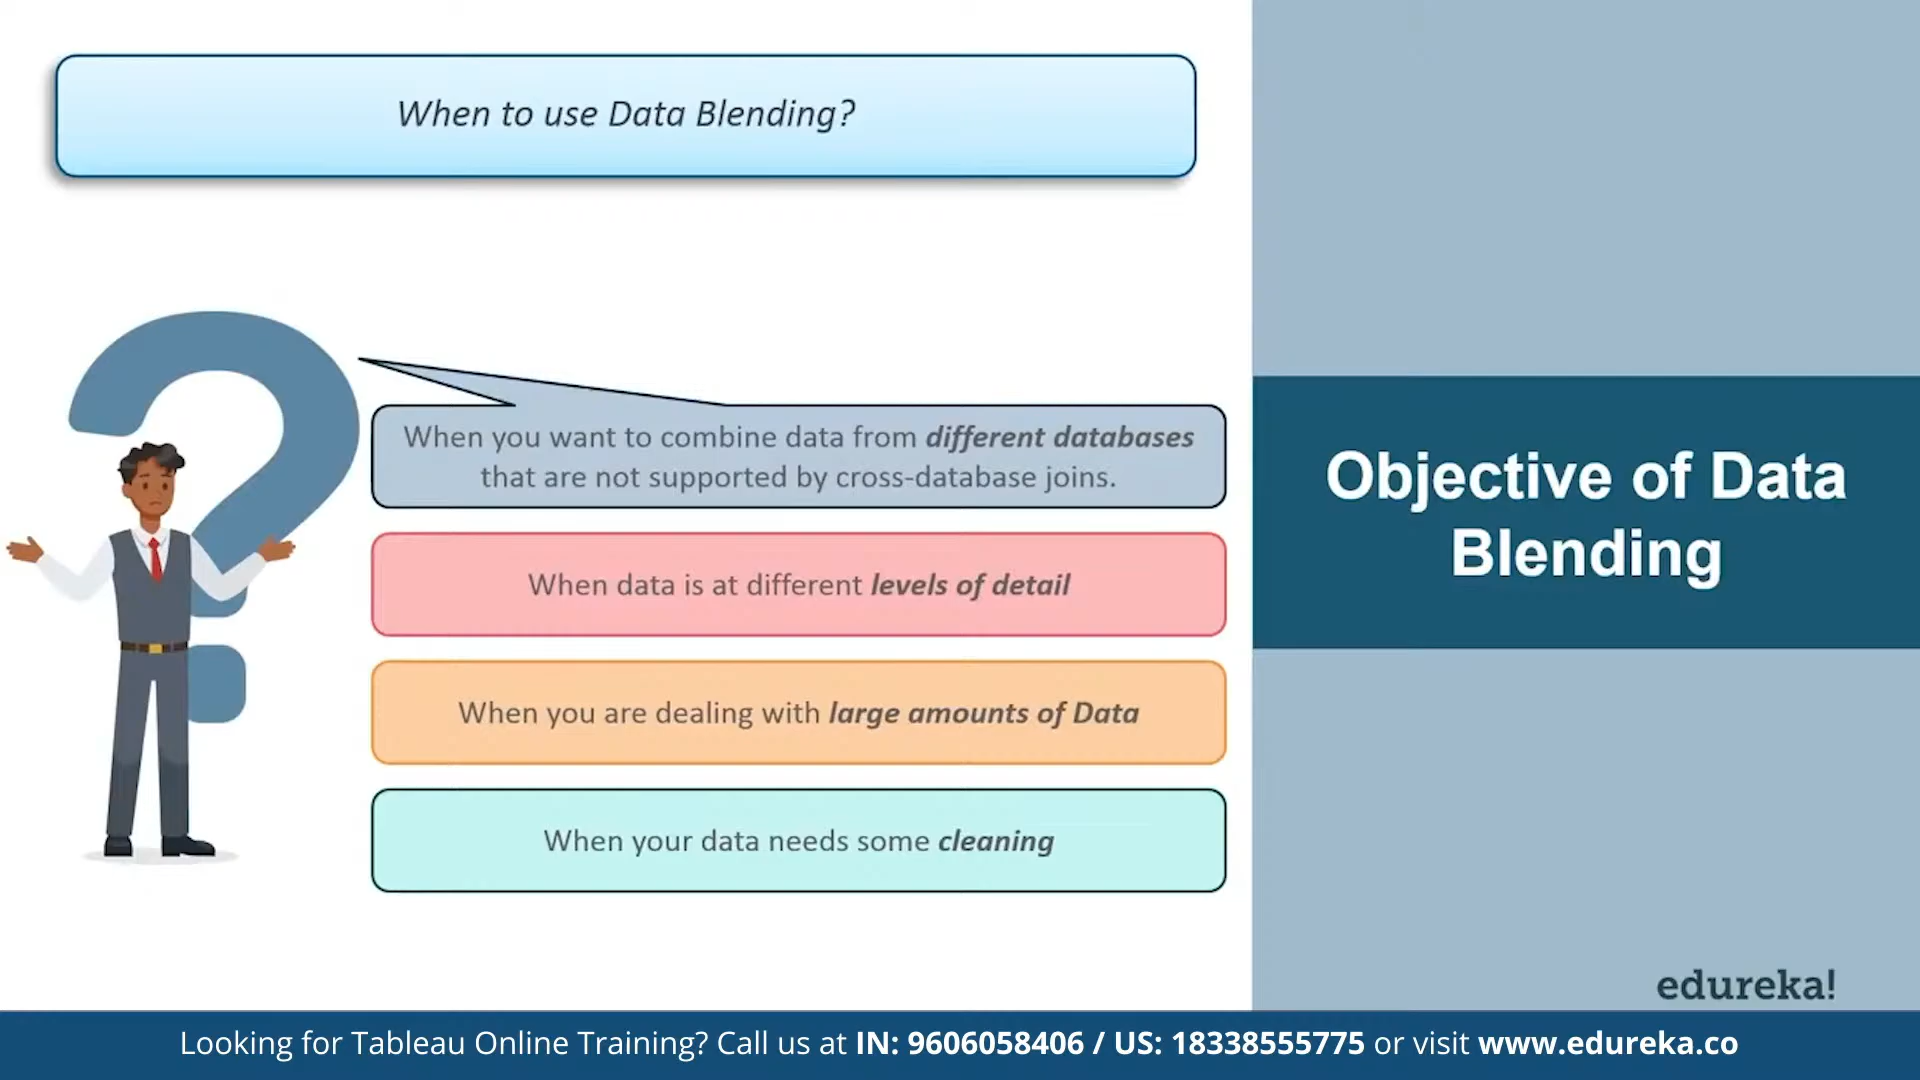 When to use Data Blending?
When you want to combine data from different databases
that are not supported by cross-database joins.
When data is at different levels of detail
When you are dealing with large amounts of Data
When your data needs some cleaning
Objective of Data
Blending
edureka!
Looking for Tableau Online Training? Call us at IN: 9606058406 / US: 18338555775 or visit www.edureka.co